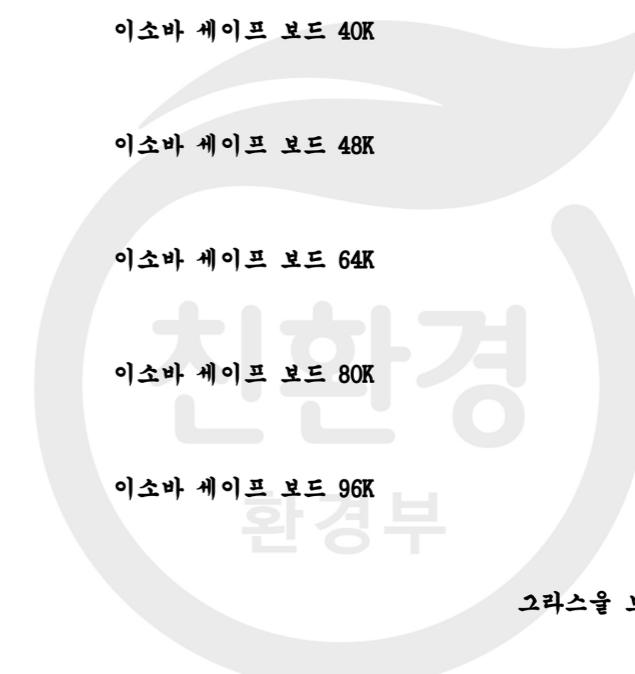 이소바 세이프 보드 40K
이소바 세이프 보드 48K
이소바 세이프 보드 64K
친환경
이소바 세이프 보드 80K
이소바 세이프 보드 96K
환경부
그라스울